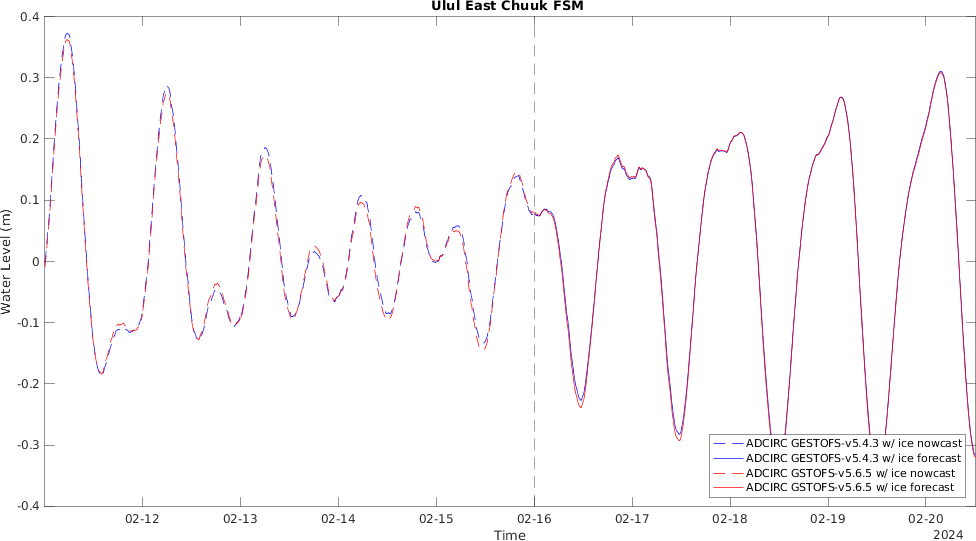 Ulul East Chuuk FSM
0.4
0.3
0.2
0.1
0
-0.1
-0.2
-0.3
-0.4
Water Level (m)
ADCIRC GESTOFS-v5.4.3 w/ ice nowcast
ADCIRC GESTOFS-v5.4.3 w/ ice forecast
ADCIRC GSTOFS-v5.6.5 w/ ice nowcast
ADCIRC GSTOFS-v5.6.5 w/ ice forecast
02-12 02-13 02-14 02-15 02-16 02-17 02-18 02-19 02-20
Time
2024